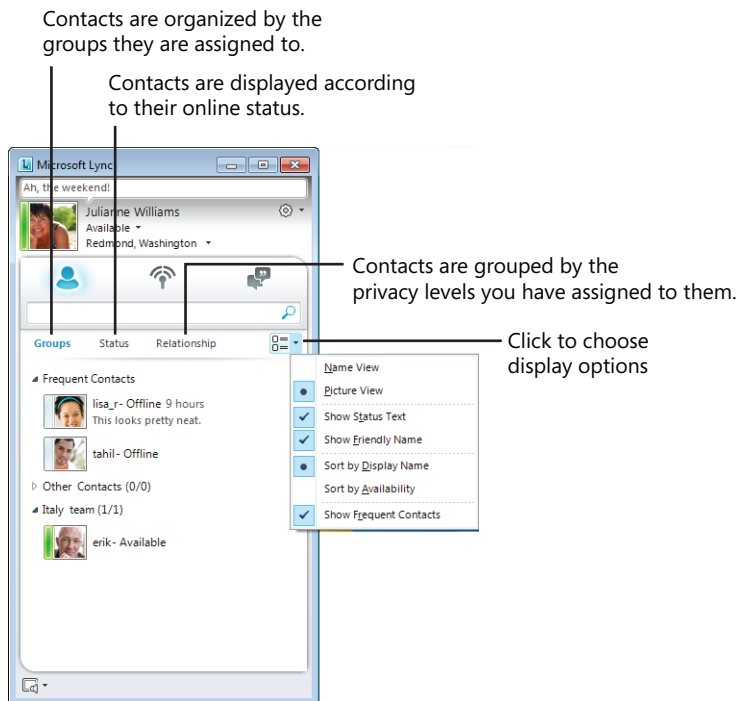 Contacts are organized by the
groups they are assigned to.
Contacts are displayed according
to their online status.
Microsoft Lync
Ah, the weekend!
Julianne Williams
Available
Redmond, Washington
Contacts are grouped by the
privacy levels you have assigned to them.
Groups Status Relationship
Click to choose
display options
Name View
Picture View
Show Status Text
Show Friendly Name
Sort by Display Name
Sort by Availability
Show Frequent Contacts
Frequent Contacts
lisa_r- Offline 9 hours
This looks pretty neat.
tahil- Offline
Other Contacts (0/0)
Italy team (1/1)
erik- Available